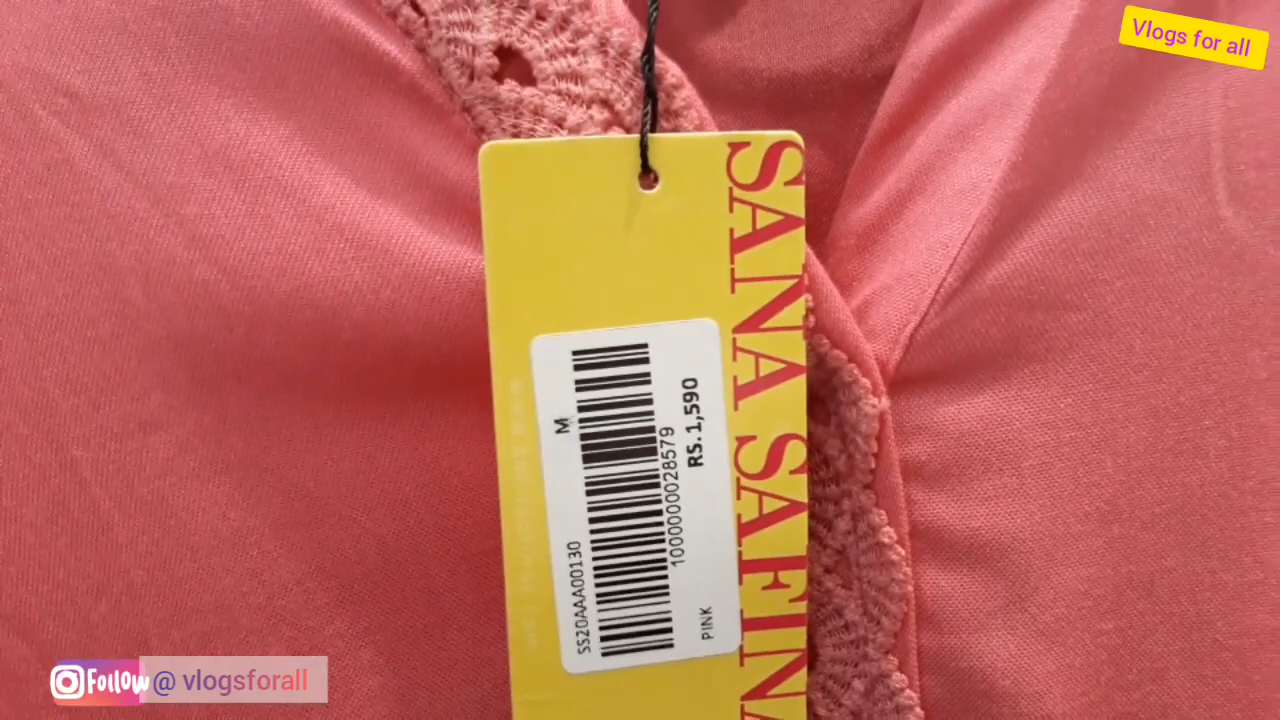 Vlogs for all
SANA SAFINA
M
SS20AAA00130
1000000028579
RS. 1,590
PINK
Follow @ vlogsforall